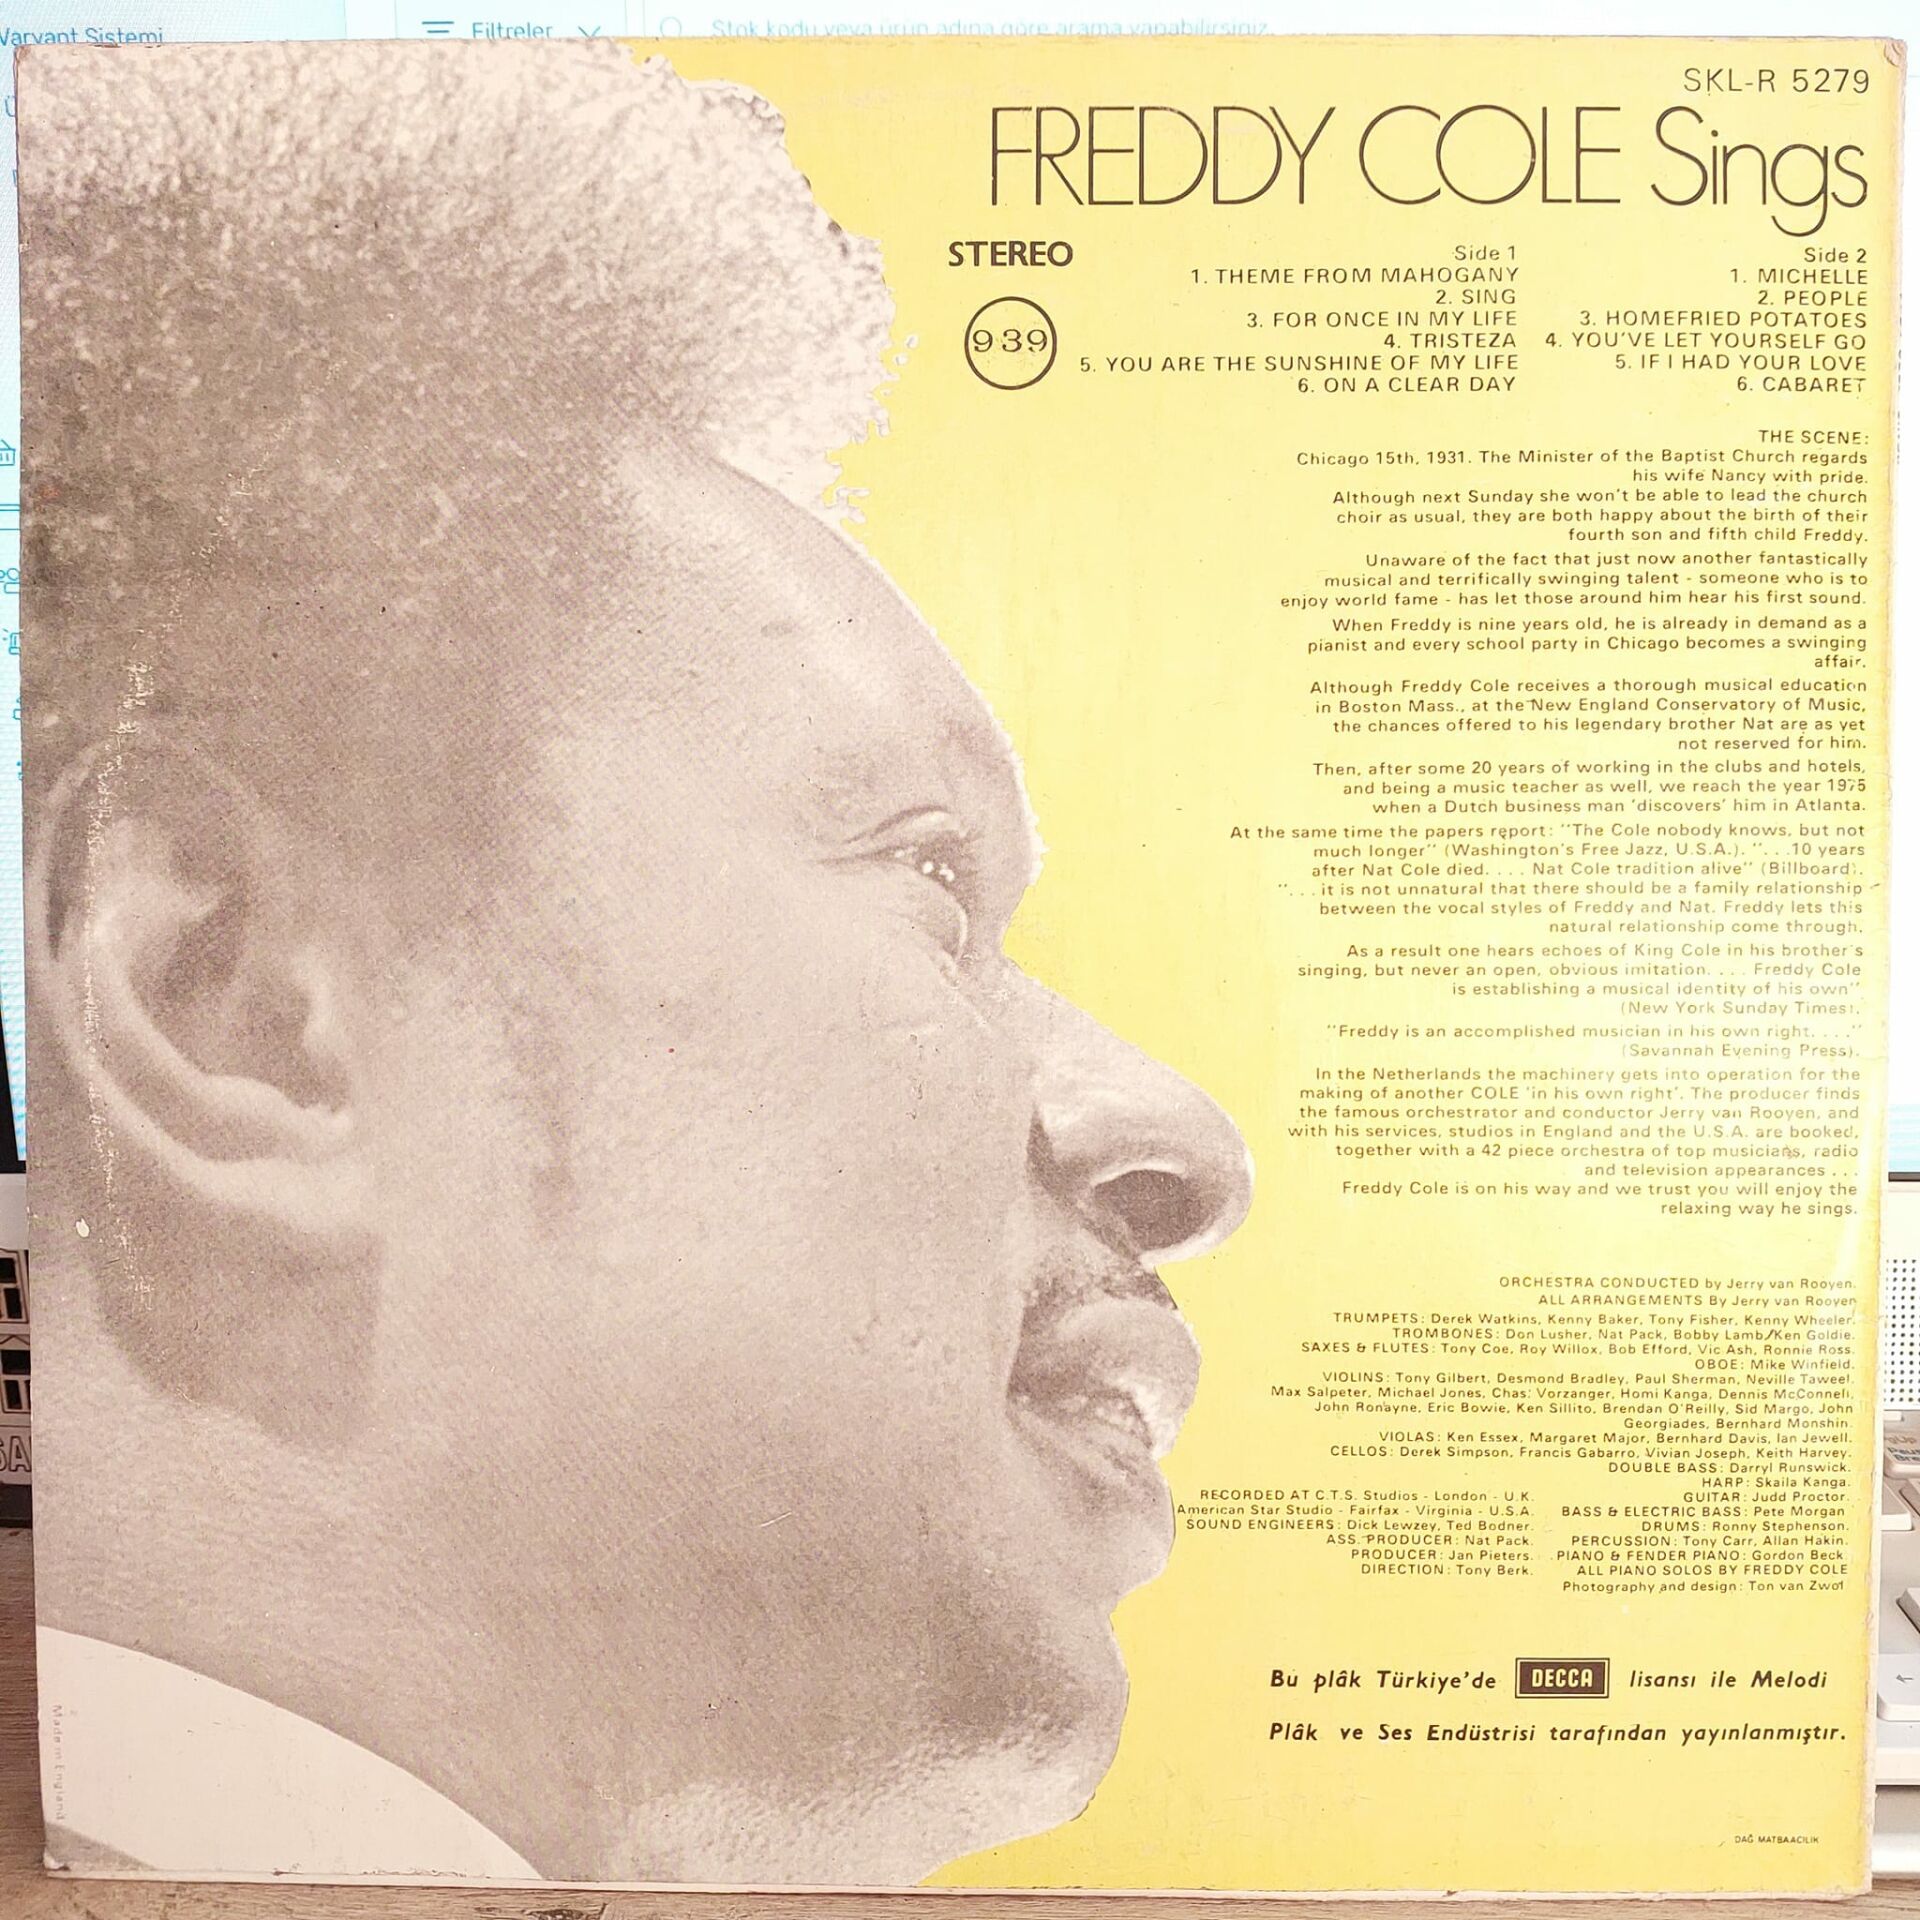 Varyant Sistemi
Filtreler
Stok kodu veya ürün adına göre arama yapabilirsiniz.
SKL-R 5279
FREDDY COLE Sings
STEREO
939
Side 1
1. THEME FROM MAHOGANY
2. SING
3. FOR ONCE IN MY LIFE
4. TRISTEZA
5. YOU ARE THE SUNSHINE OF MY LIFE
6. ON A CLEAR DAY
Side 2
1. MICHELLE
2. PEOPLE
3. HOMEFRIED POTATOES
4. YOU'VE LET YOURSELF GO
5. IF I HAD YOUR LOVE
6. CABARET
THE SCENE:
Chicago 15th, 1931. The Minister of the Baptist Church regards
his wife Nancy with pride.
Although next Sunday she won't be able to lead the church
choir as usual, they are both happy about the birth of their
fourth son and fifth child Freddy.
Unaware of the fact that just now another fantastically
musical and terrifically swinging talent - someone who is to
enjoy world fame - has let those around him hear his first sound.
When Freddy is nine years old, he is already in demand as a
pianist and every school party in Chicago becomes a swinging
affair.
Although Freddy Cole receives a thorough musical education
in Boston Mass., at the New England Conservatory of Music,
the chances offered to his legendary brother Nat are as yet
not reserved for him.
Then, after some 20 years of working in the clubs and hotels,
and being a music teacher as well, we reach the year 1975
when a Dutch business man 'discovers' him in Atlanta.
At the same time the papers report: "The Cole nobody knows, but not
much longer" (Washington's Free Jazz, U.S.A.). "...10 years
after Nat Cole died. ... Nat Cole tradition alive" (Billboard).
"...it is not unnatural that there should be a family relationship
between the vocal styles of Freddy and Nat. Freddy lets this
natural relationship come through.
As a result one hears echoes of King Cole in his brother's
singing, but never an open, obvious imitation. ... Freddy Cole
is establishing a musical identity of his own"
(New York Sunday Times).
"Freddy is an accomplished musician in his own right. ..."
(Savannah Evening Press).
In the Netherlands the machinery gets into operation for the
making of another COLE 'in his own right'. The producer finds
the famous orchestrator and conductor Jerry van Rooyen, and
with his services, studios in England and the U.S.A. are booked,
together with a 42 piece orchestra of top musicians, radio
and television appearances ...
Freddy Cole is on his way and we trust you will enjoy the
relaxing way he sings.
ORCHESTRA CONDUCTED by Jerry van Rooyen.
ALL ARRANGEMENTS By Jerry van Rooyen
TRUMPETS: Derek Watkins, Kenny Baker, Tony Fisher, Kenny Wheeler.
TROMBONES: Don Lusher, Nat Pack, Bobby Lamb/Ken Goldie.
SAXES & FLUTES: Tony Coe, Roy Willox, Bob Efford, Vic Ash, Ronnie Ross.
OBOE: Mike Winfield.
VIOLINS: Tony Gilbert, Desmond Bradley, Paul Sherman, Neville Taweel.
Max Salpeter, Michael Jones, Chas. Vorzanger, Homi Kanga, Dennis McConnell,
John Ronayne, Eric Bowie, Ken Sillito, Brendan O'Reilly, Sid Margo, John
Georgiades, Bernhard Monshin.
VIOLAS: Ken Essex, Margaret Major, Bernhard Davis, Ian Jewell.
CELLOS: Derek Simpson, Francis Gabarro, Vivian Joseph, Keith Harvey.
DOUBLE BASS: Darryl Runswick.
HARP: Skaila Kanga.
GUITAR: Judd Proctor.
BASS & ELECTRIC BASS: Pete Morgan
DRUMS: Ronny Stephenson.
PERCUSSION: Tony Carr, Allan Hakin.
PIANO & FENDER PIANO: Gordon Beck
ALL PIANO SOLOS BY FREDDY COLE
Photography and design: Ton van Zwol
RECORDED AT C.T.S. Studios - London - U.K.
American Star Studio - Fairfax - Virginia - U.S.A.
SOUND ENGINEERS: Dick Lewzey, Ted Bodner.
ASS. PRODUCER: Nat Pack.
PRODUCER: Jan Pieters.
DIRECTION: Tony Berk.
Bu plâk Türkiye'de DECCA lisansı ile Melodi
Plâk ve Ses Endüstrisi tarafından yayınlanmıştır.
DAĞ MATBAACILIK
Made in England